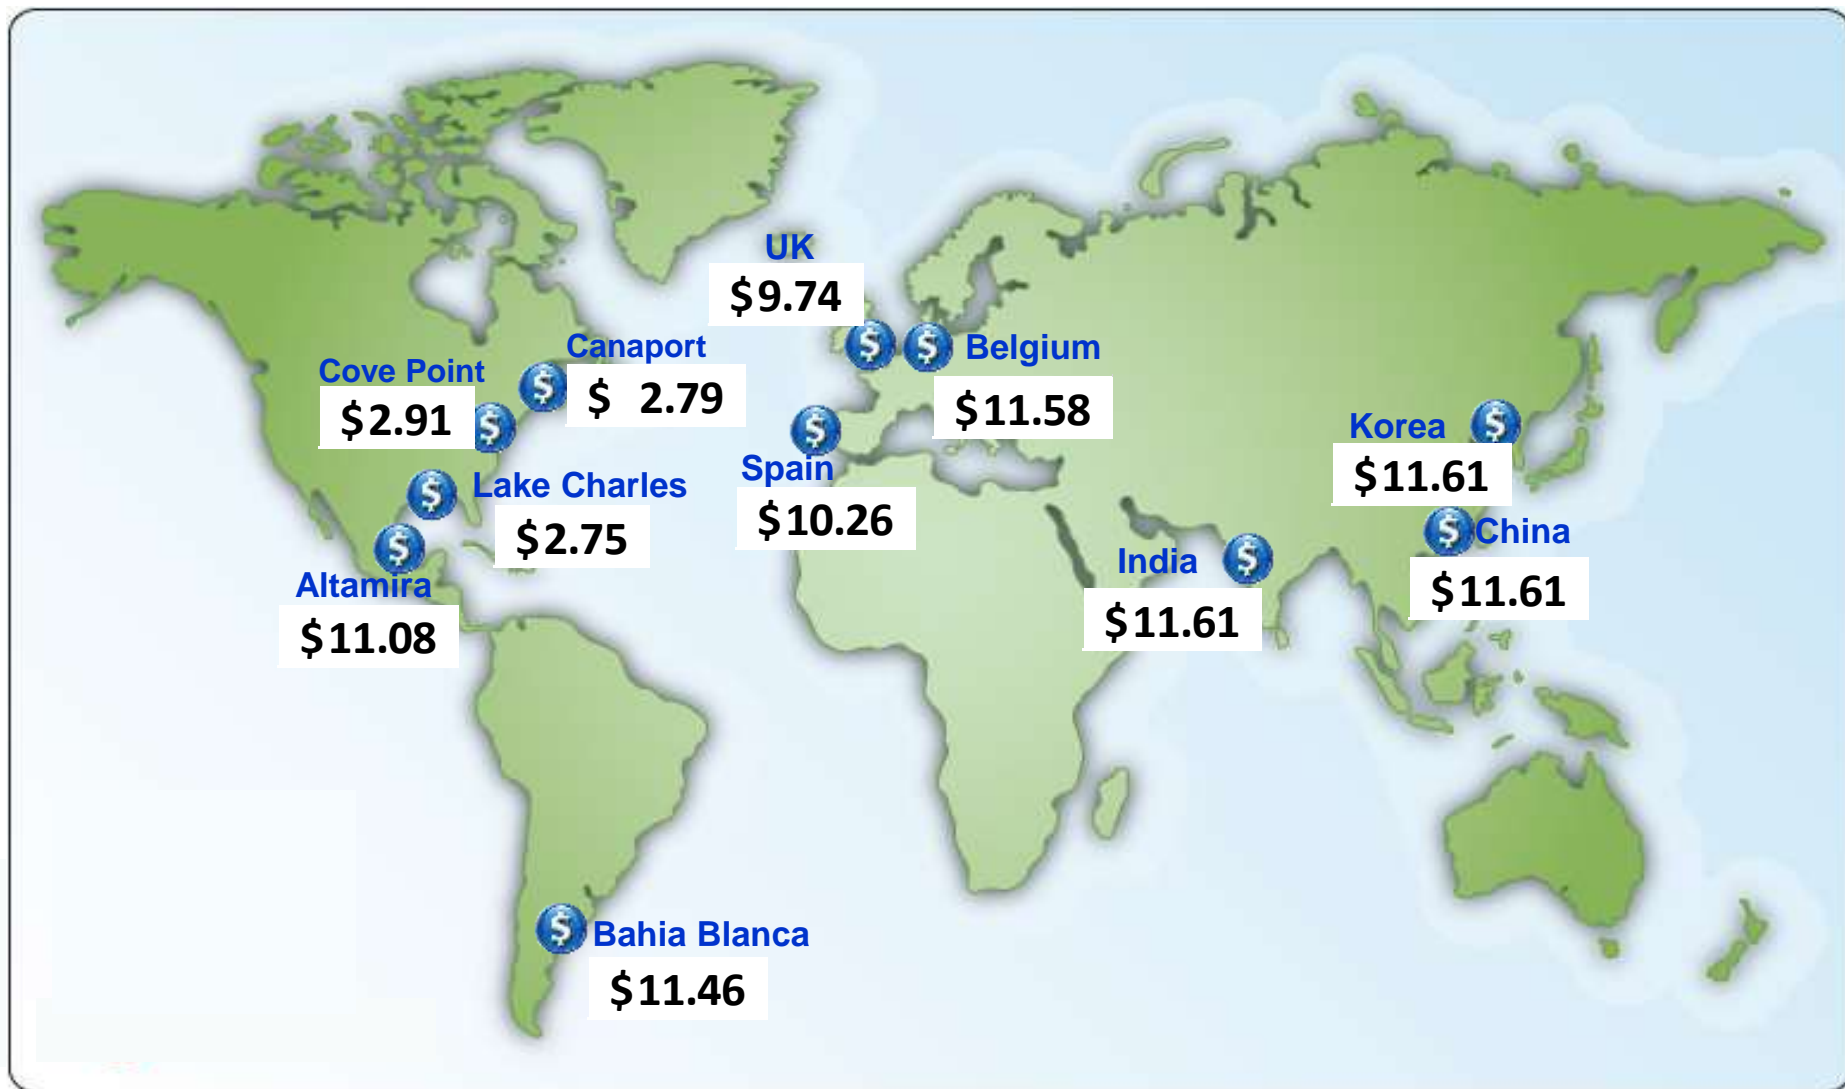 UK
$9.74
Canaport
$ 2.79
Cove Point
$2.91
Belgium
$11.58
Korea
$11.61
Spain
$10.26
Lake Charles
$2.75
China
$11.61
India
$11.61
Altamira
$11.08
Bahia Blanca
$11.46